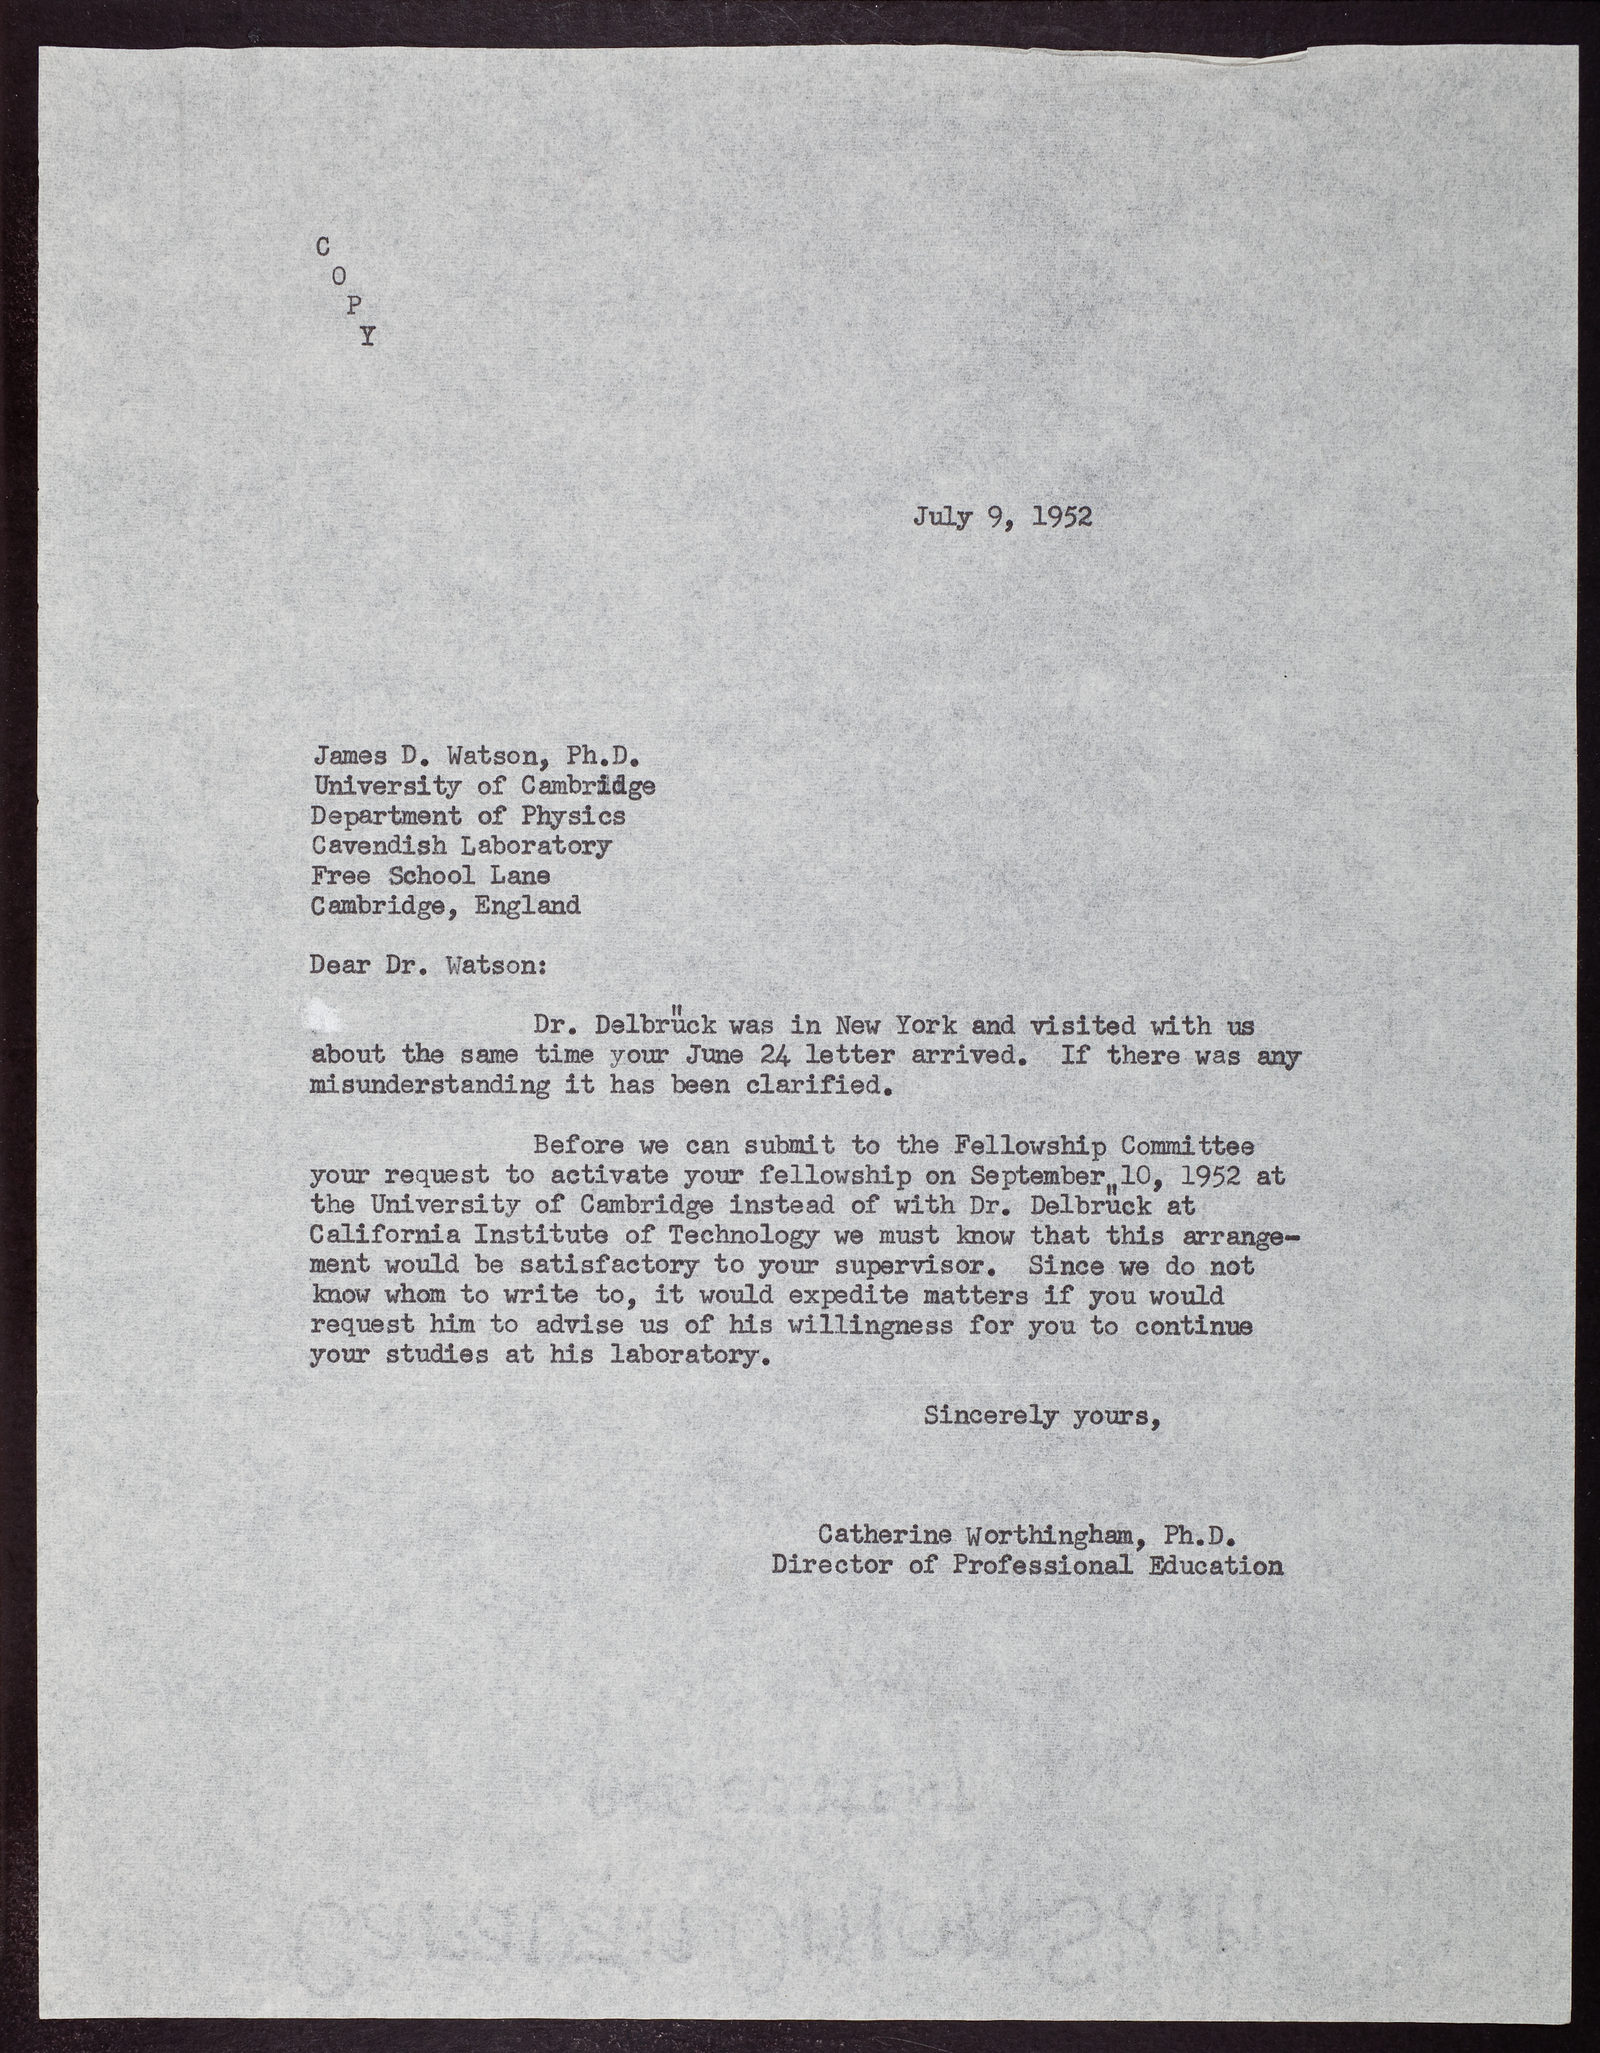 C
O
P
Y
July 9, 1952
James D. Watson, Ph.D.
University of Cambridge
Department of Physics
Cavendish Laboratory
Free School Lane
Cambridge, England
Dear Dr. Watson:
Dr. Delbrück was in New York and visited with us
about the same time your June 24 letter arrived. If there was any
misunderstanding it has been clarified.
Before we can submit to the Fellowship Committee
your request to activate your fellowship on September 10, 1952 at
the University of Cambridge instead of with Dr. Delbrück at
California Institute of Technology we must know that this arrange-
ment would be satisfactory to your supervisor. Since we do not
know whom to write to, it would expedite matters if you would
request him to advise us of his willingness for you to continue
your studies at his laboratory.
Sincerely yours,
Catherine Worthingham, Ph.D.
Director of Professional Education